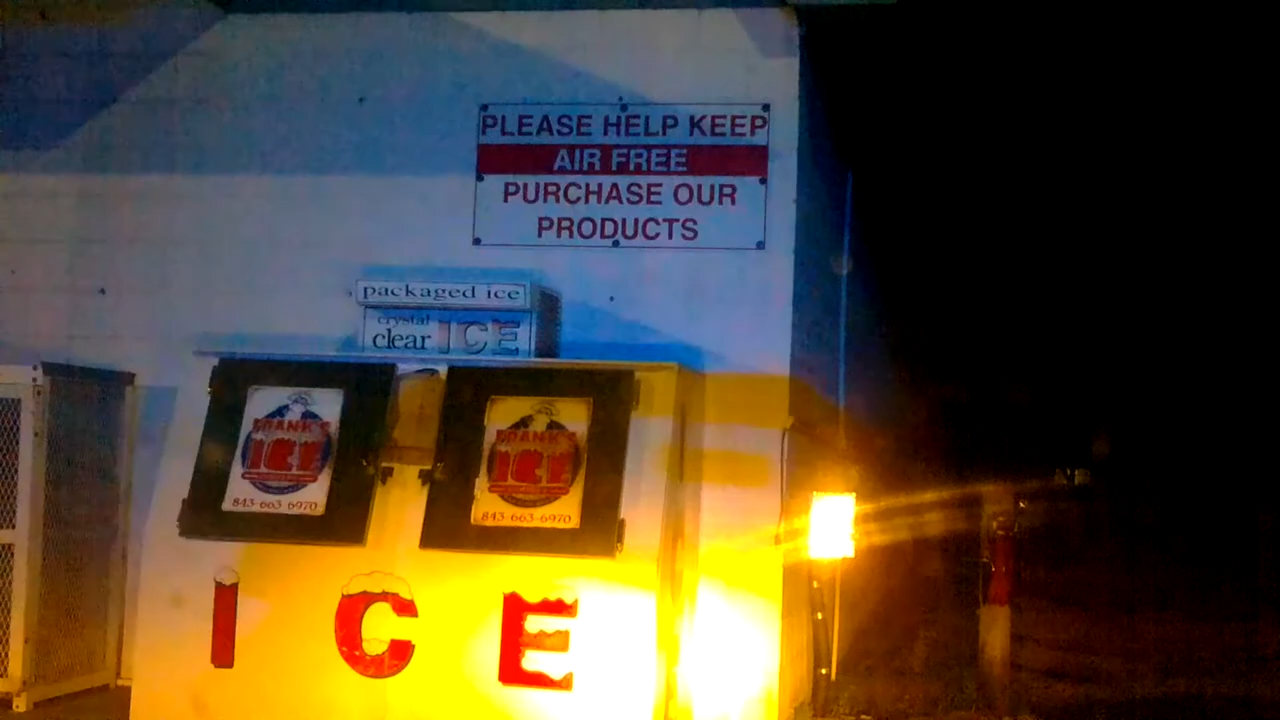 PLEASE HELP KEEP
AIR FREE
PURCHASE OUR
PRODUCTS
packaged ice
crystal
clear ICE
FRANK'S
ICE
843-663-6970
FRANK'S
ICE
843-663-6970
ICE